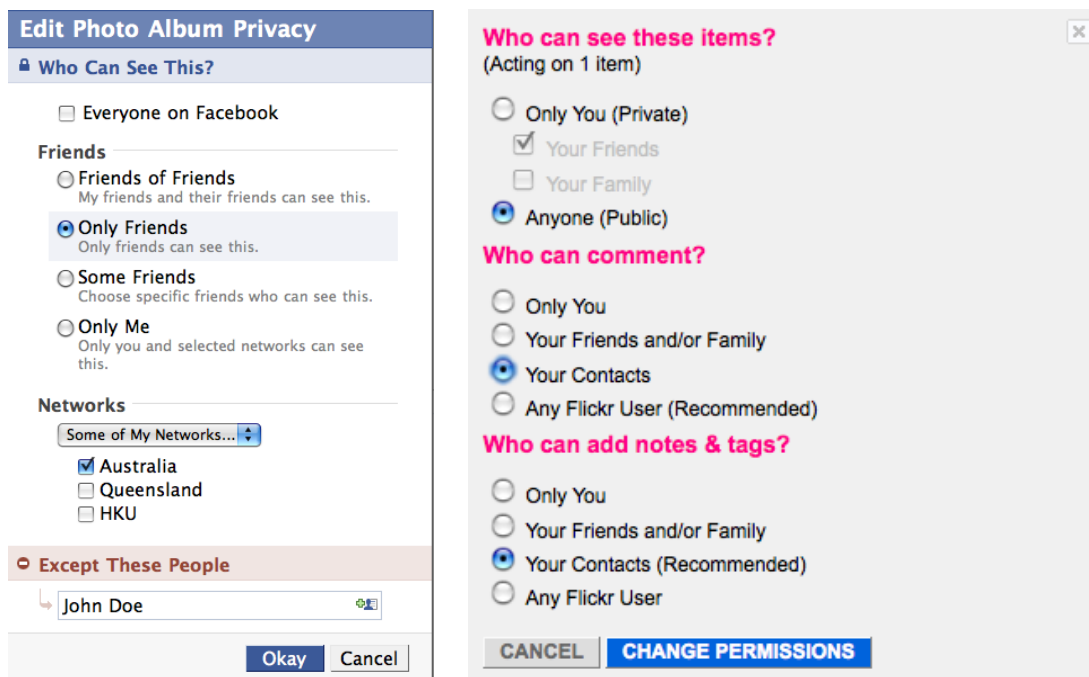 Edit Photo Album Privacy
Who Can See This?
Everyone on Facebook
Friends
Friends of Friends
My friends and their friends can see this.
Only Friends
Only friends can see this.
Some Friends
Choose specific friends who can see this.
Only Me
Only you and selected networks can see
this.
Networks
Some of My Networks...
Australia
Queensland
HKU
Except These People
John Doe
Okay
Cancel
Who can see these items?
(Acting on 1 item)
Only You (Private)
Your Friends
Your Family
Anyone (Public)
Who can comment?
Only You
Your Friends and/or Family
Your Contacts
Any Flickr User (Recommended)
Who can add notes & tags?
Only You
Your Friends and/or Family
Your Contacts (Recommended)
Any Flickr User
CANCEL
CHANGE PERMISSIONS